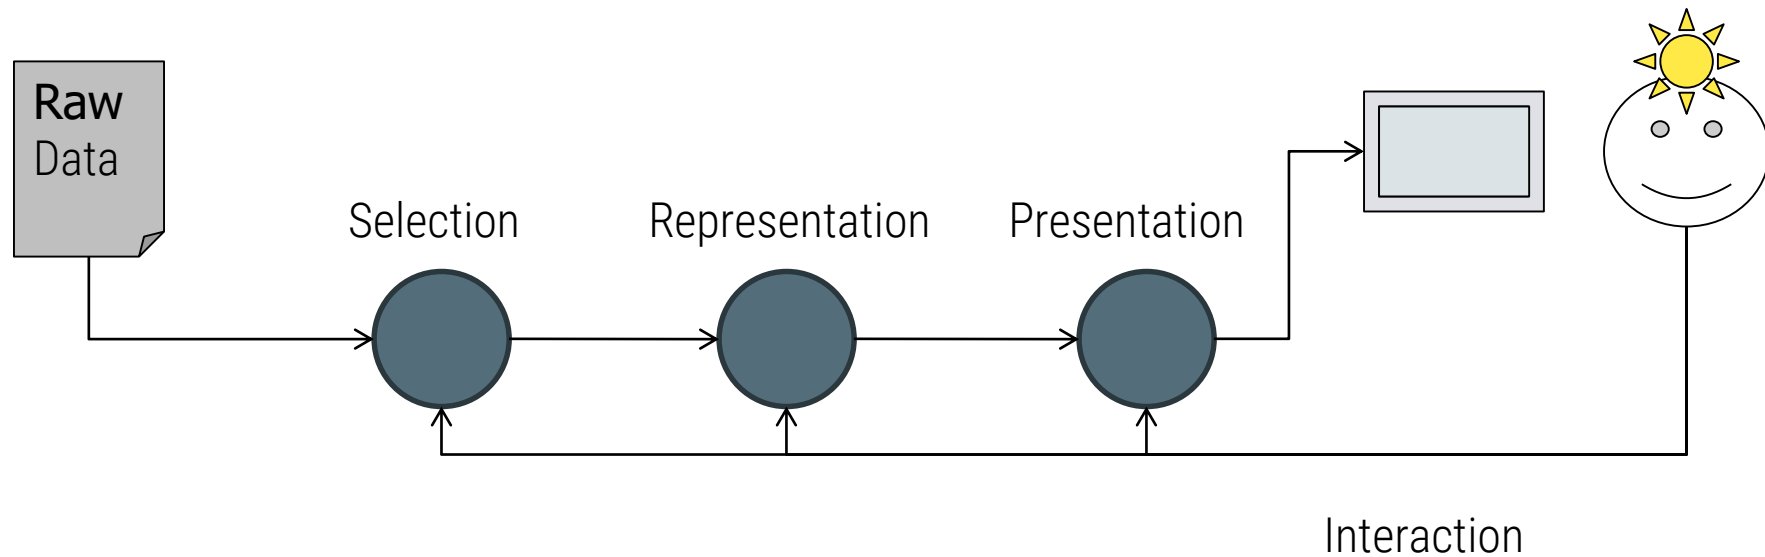 Raw
Data
Selection
Representation
Presentation
Interaction